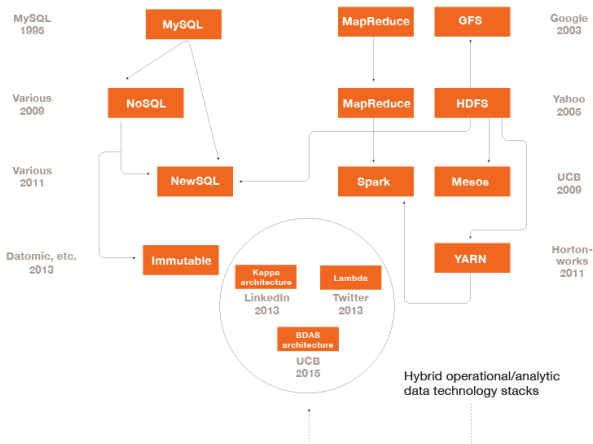 MySQL
1995
MySQL
MapReduce
GFS
Google
2003
Various
2009
NoSQL
MapReduce
HDFS
Yahoo
2005
Various
2011
NewSQL
Spark
Mesos
UCB
2009
Datomic, etc.
2013
Immutable
YARN
Horton-
works
2011
Kappa
architecture
LinkedIn
2013
Lambda
Twitter
2013
BDAS
architecture
UCB
2015
Hybrid operational/analytic
data technology stacks